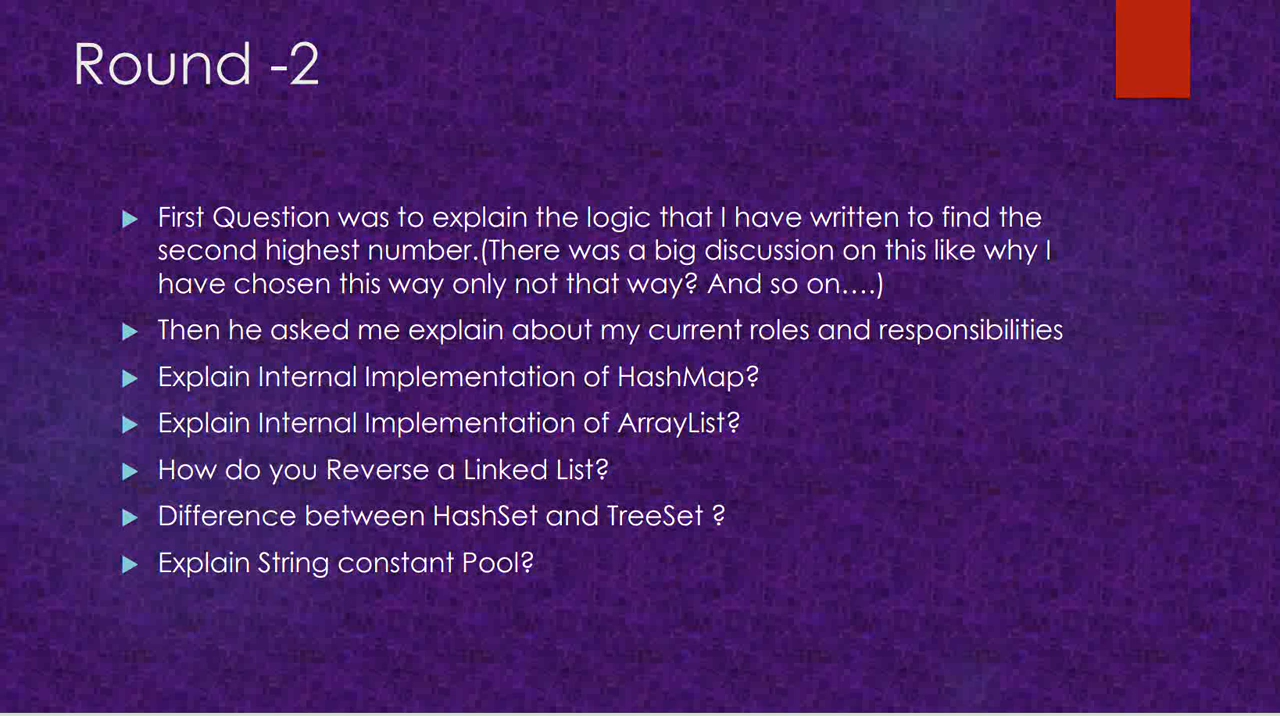 Round -2
First Question was to explain the logic that I have written to find the
second highest number.(There was a big discussion on this like why I
have chosen this way only not that way? And so on....)
Then he asked me explain about my current roles and responsibilities
Explain Internal Implementation of HashMap?
Explain Internal Implementation of ArrayList?
How do you Reverse a Linked List?
Difference between HashSet and TreeSet ?
Explain String constant Pool?